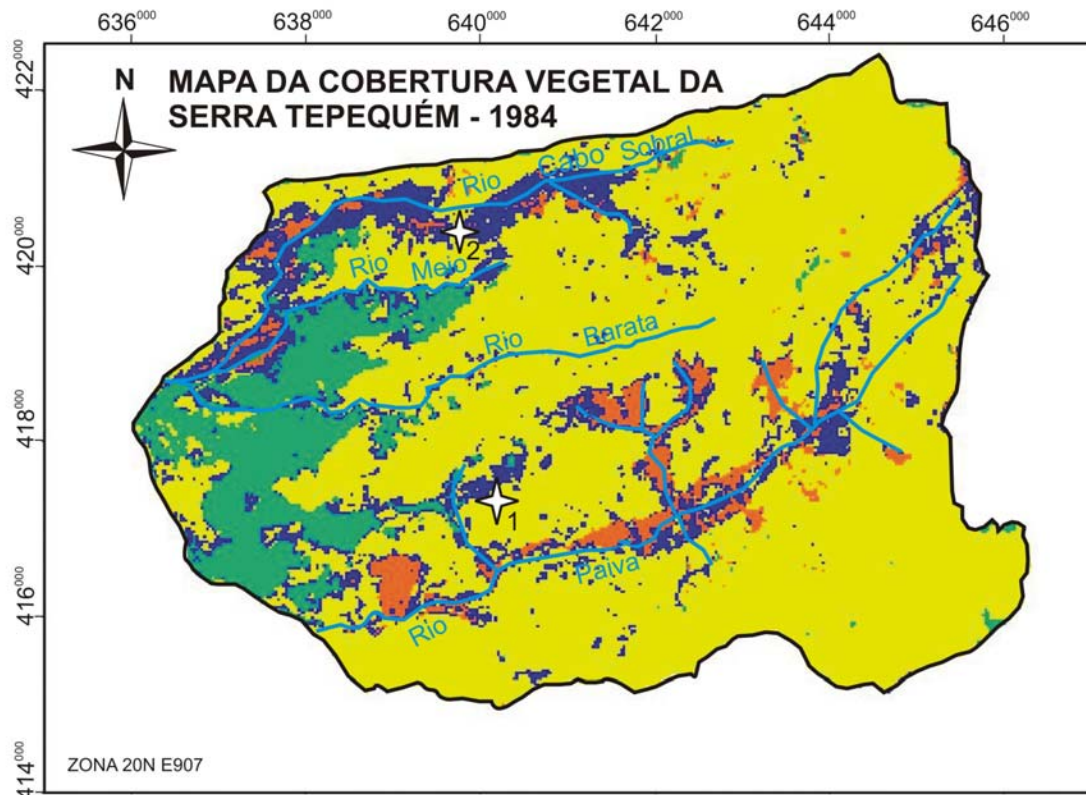 636000 638000 640000 642000 644000 646000
422000
420000
418000
416000
414000
N
MAPA DA COBERTURA VEGETAL DA
SERRA TEPEQUÉM - 1984
Rio Cabo Sobral
2
Rio Meio
Rio Barata
1
Rio Paiva
ZONA 20N E907